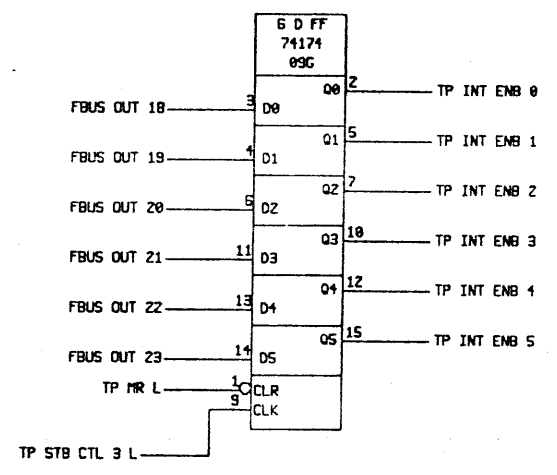 6 D FF
74174
09G
Q0 2 TP INT ENB 0
FBUS OUT 18 3 D0
Q1 5 TP INT ENB 1
FBUS OUT 19 4 D1
Q2 7 TP INT ENB 2
FBUS OUT 20 6 D2
Q3 10 TP INT ENB 3
FBUS OUT 21 11 D3
Q4 12 TP INT ENB 4
FBUS OUT 22 13 D4
Q5 15 TP INT ENB 5
FBUS OUT 23 14 D5
TP MR L 1 CLR
9 CLK
TP STB CTL 3 L